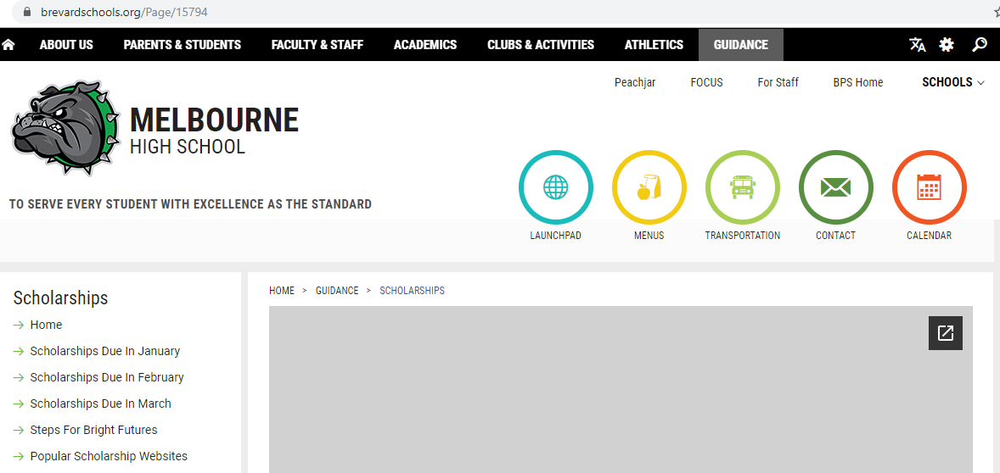 brevardschools.org/Page/15794
ABOUT US PARENTS & STUDENTS FACULTY & STAFF ACADEMICS CLUBS & ACTIVITIES ATHLETICS GUIDANCE
Peachjar FOCUS For Staff BPS Home SCHOOLS
MELBOURNE
HIGH SCHOOL
TO SERVE EVERY STUDENT WITH EXCELLENCE AS THE STANDARD
LAUNCHPAD MENUS TRANSPORTATION CONTACT CALENDAR
Scholarships
Home
Scholarships Due In January
Scholarships Due In February
Scholarships Due In March
Steps For Bright Futures
Popular Scholarship Websites
HOME > GUIDANCE > SCHOLARSHIPS